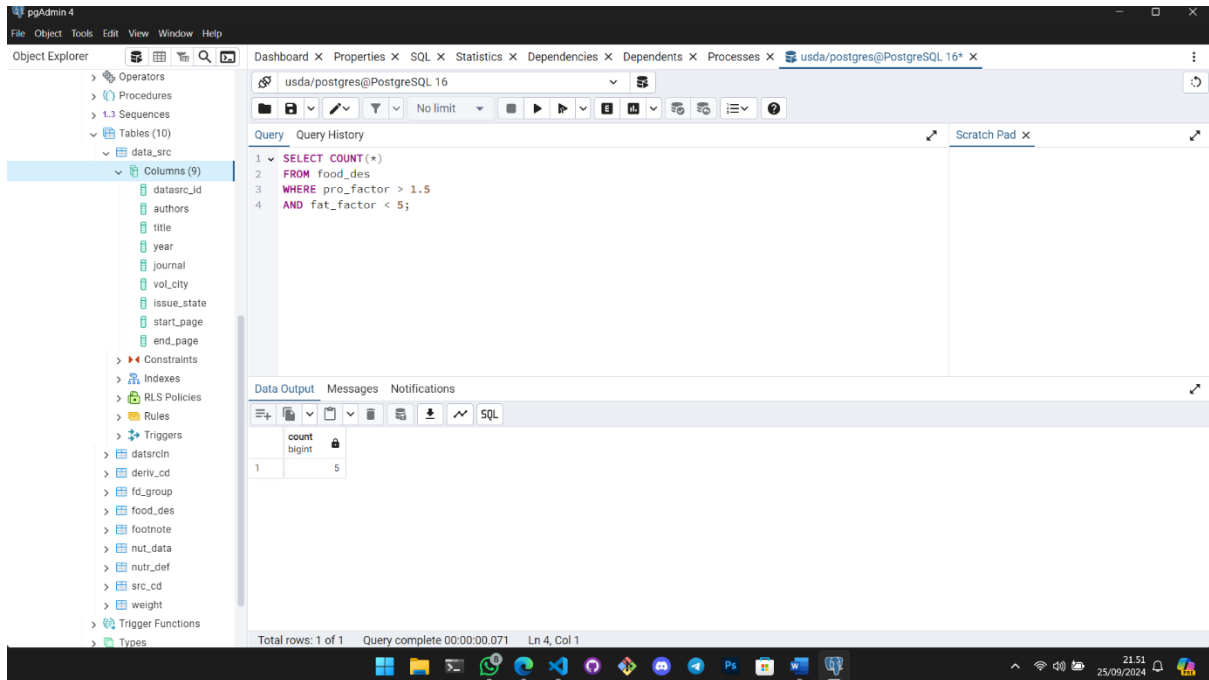 pgAdmin 4
File Object Tools Edit View Window Help
Object Explorer
Dashboard X Properties X SQL X Statistics X Dependencies X Dependents X Processes X usda/postgres@PostgreSQL 16* X
Operators
Procedures
1..3 Sequences
Tables (10)
data_src
Columns (9)
datasrc_id
authors
title
year
journal
vol_city
issue_state
start_page
end_page
Constraints
Indexes
RLS Policies
Rules
Triggers
datsrcln
deriv_cd
fd_group
food_des
footnote
nut_data
nutr_def
src_cd
weight
Trigger Functions
Types
usda/postgres@PostgreSQL 16
No limit
E
Query Query History
Scratch Pad X
1 SELECT COUNT(*)
2 FROM food_des
3 WHERE pro_factor > 1.5
4 AND fat_factor < 5;
Data Output Messages Notifications
SQL
count
bigint
1 5
Total rows: 1 of 1 Query complete 00:00:00.071 Ln 4, Col 1
8
Ps
W
21.51
25/09/2024
PRE